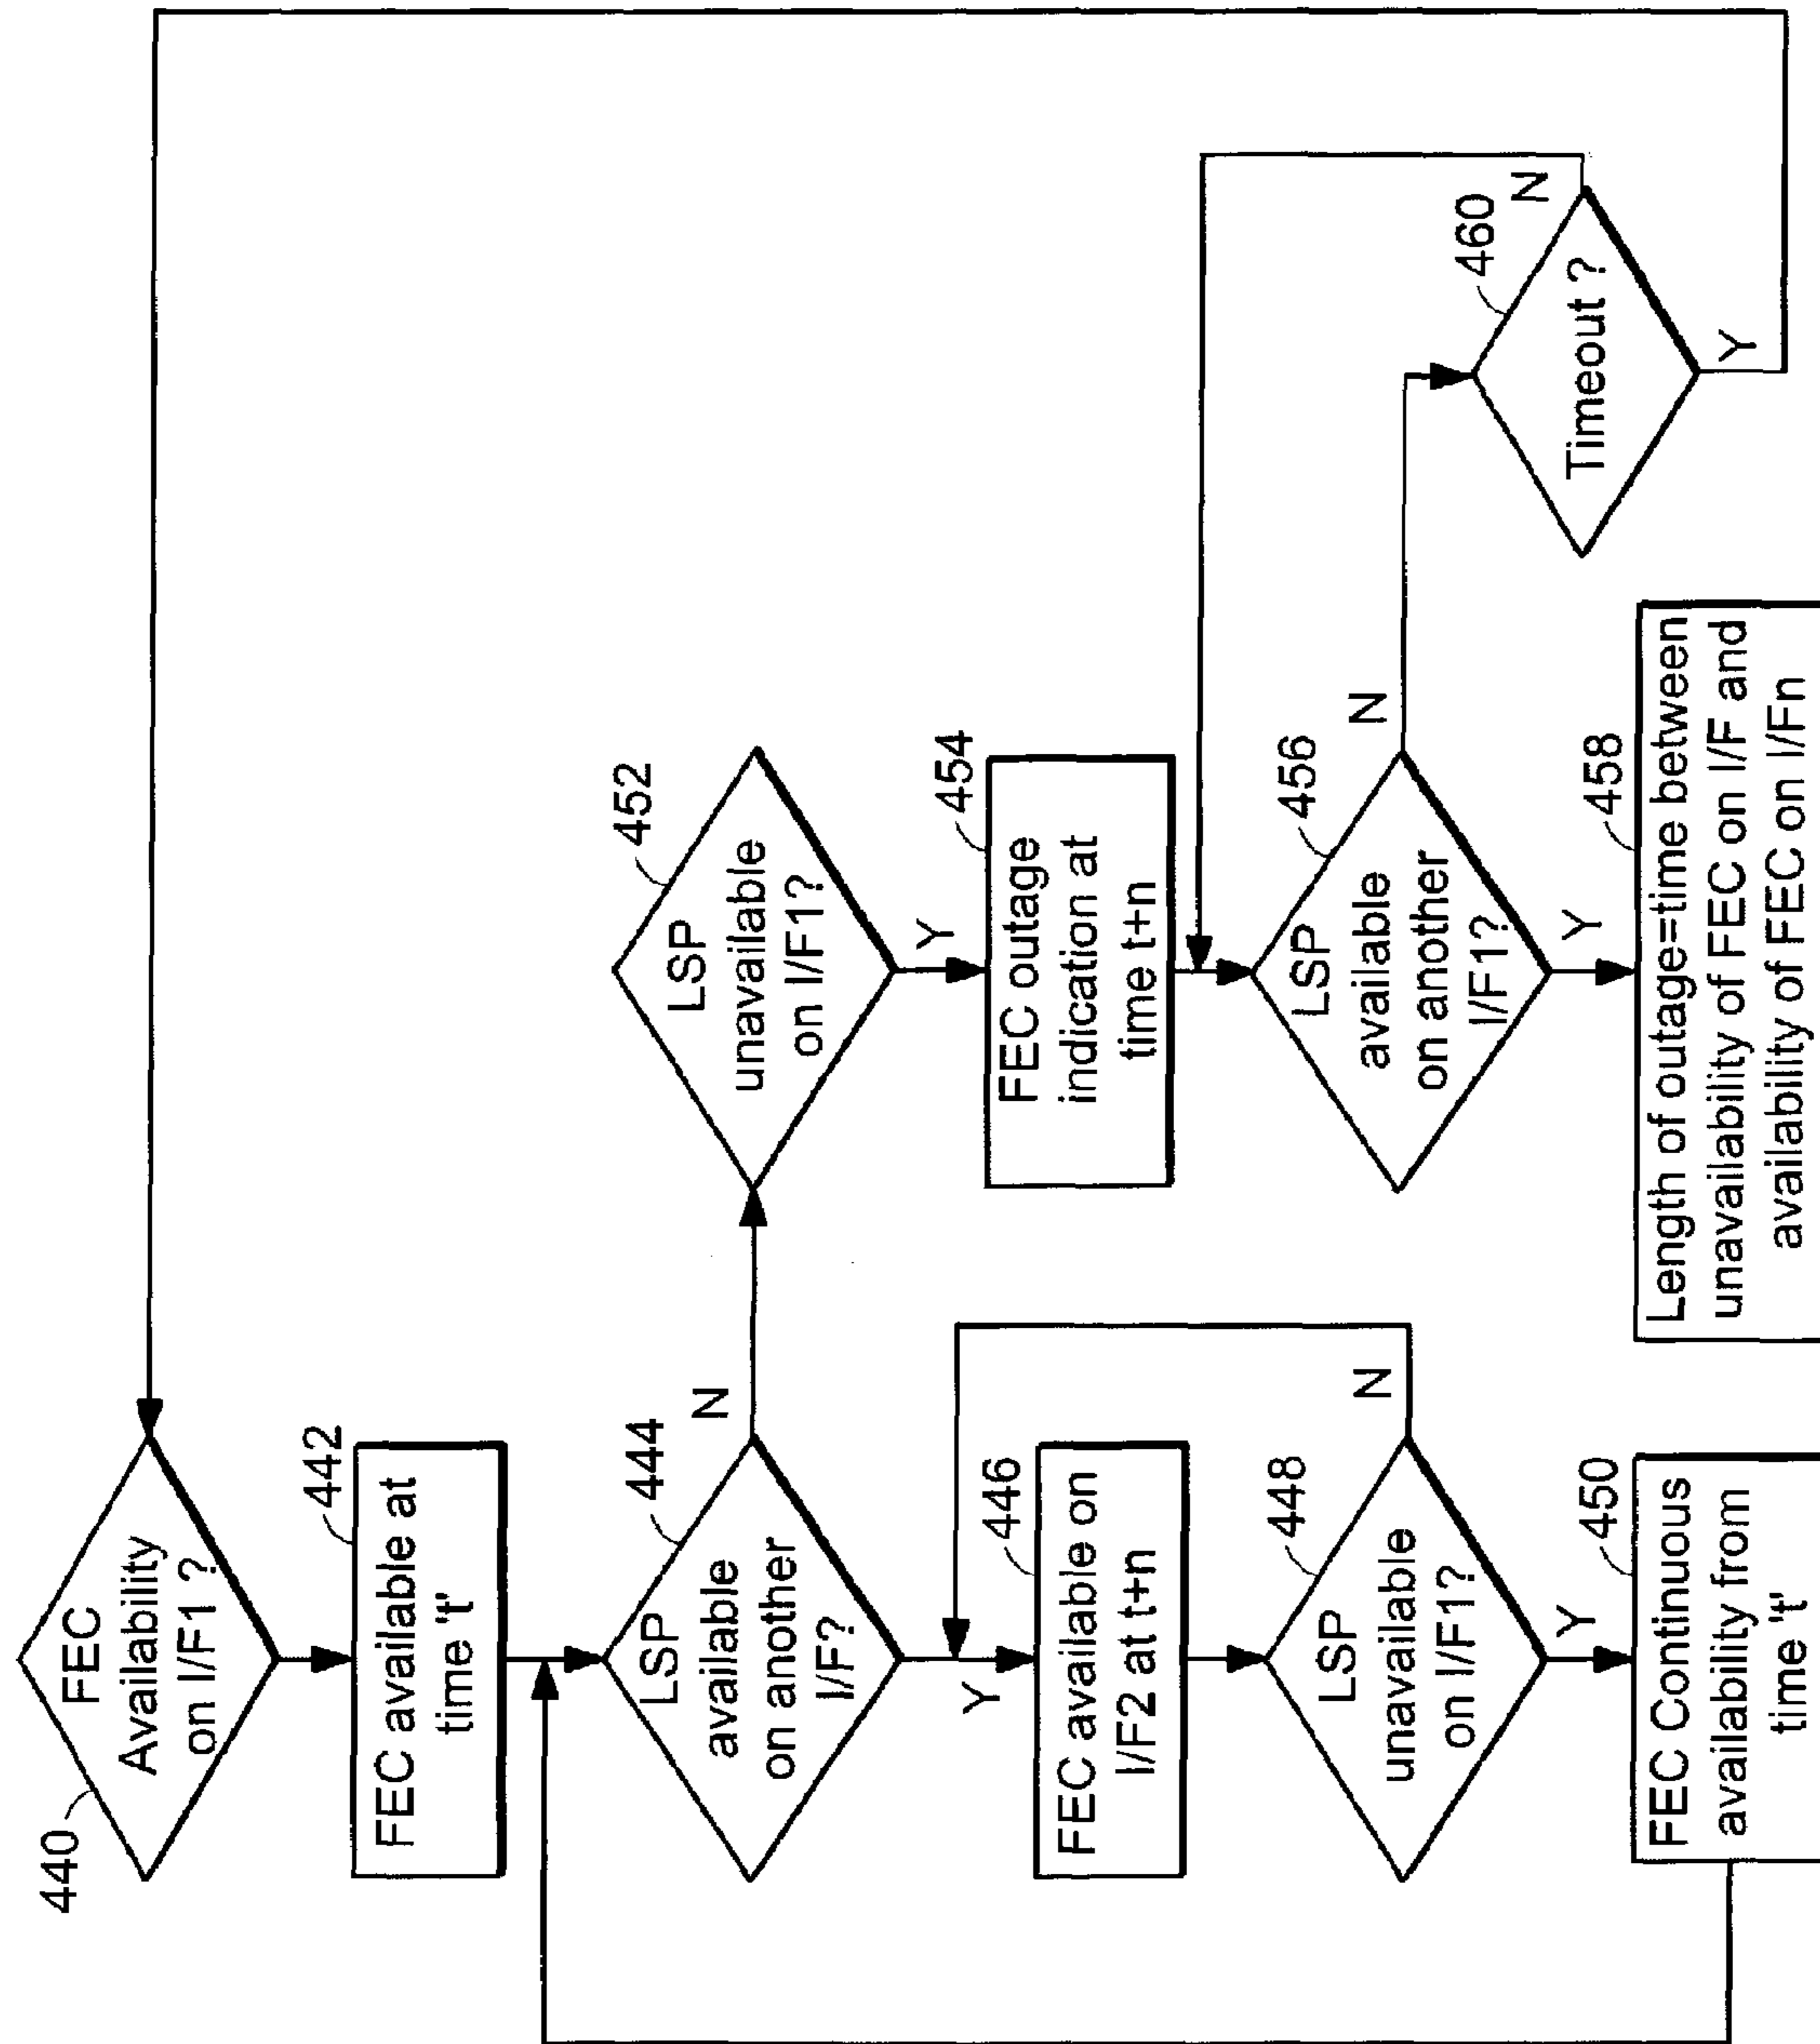 440
FEC
Availability
on I/F1 ?
442
FEC available at
time 't'
444
LSP
available
on another
I/F?
N
Y
446
FEC available on
I/F2 at t+n
448
LSP
unavailable
on I/F1?
N
Y
450
FEC Continuous
availability from
time 't'
452
LSP
unavailable
on I/F1?
Y
454
FEC outage
indication at
time t+n
456
LSP
available
on another
I/F1?
N
Y
458
Length of outage=time between
unavailability of FEC on I/F and
availability of FEC on I/Fn
460
Timeout ?
N
Y